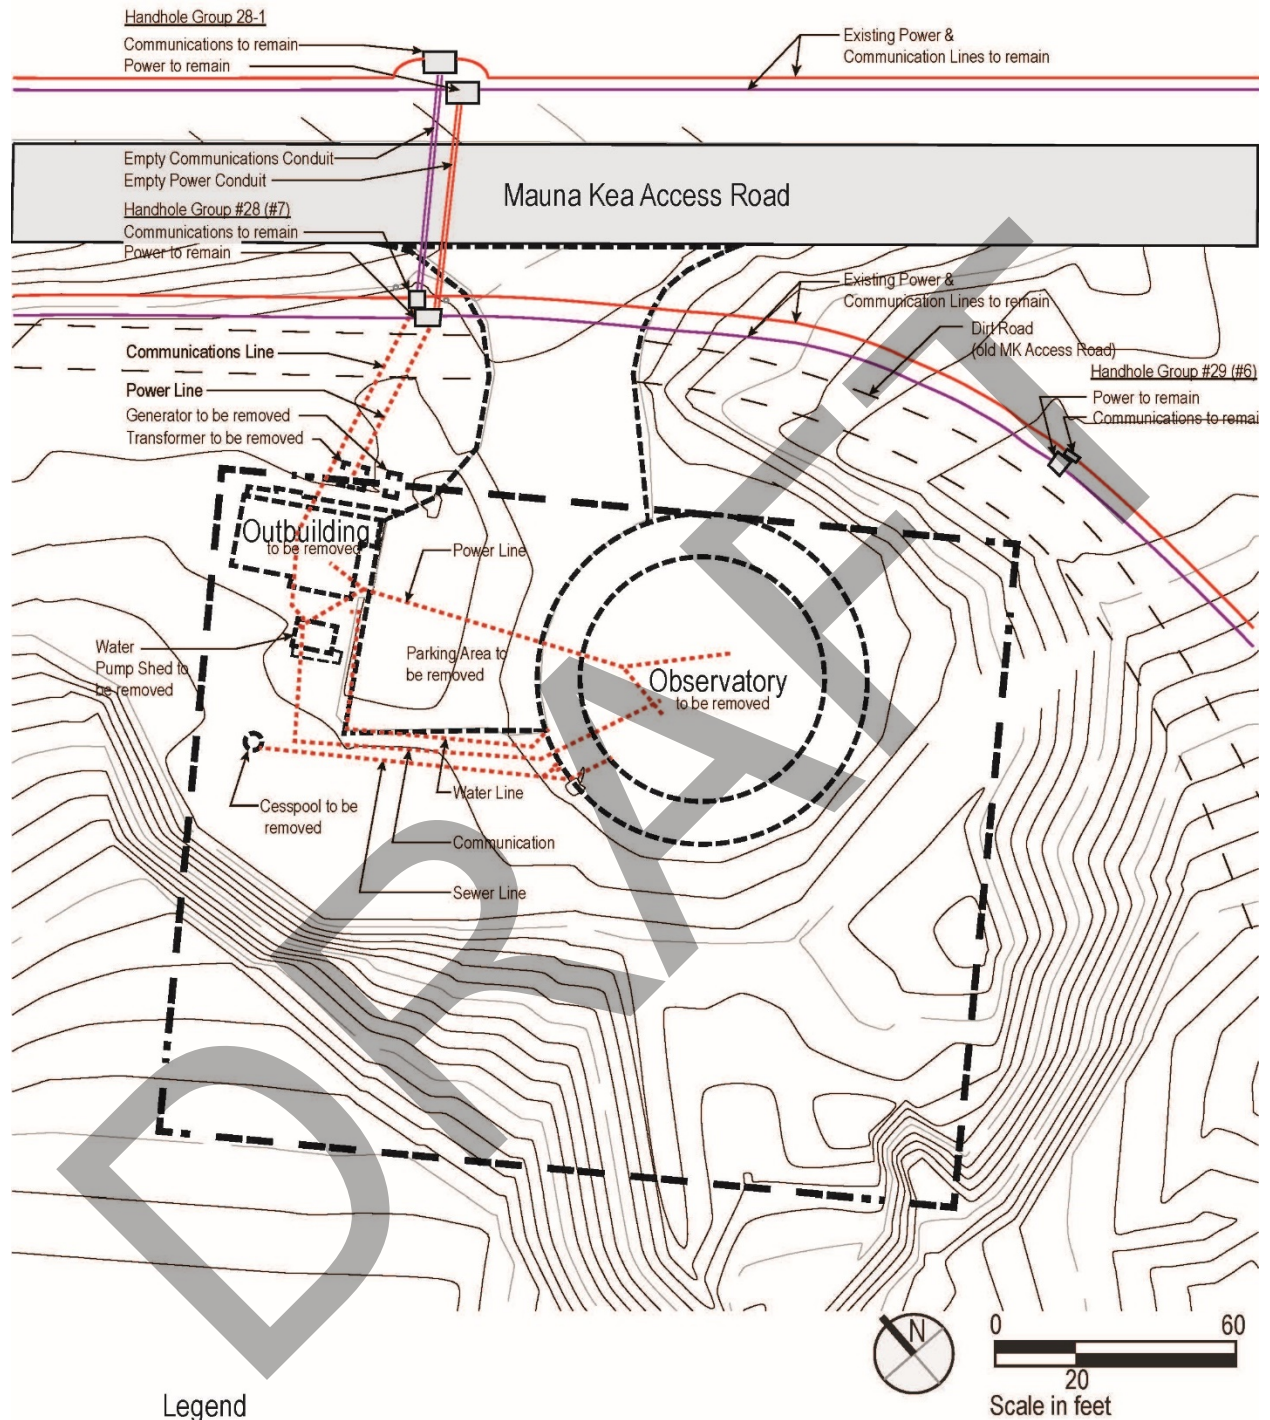 Handhole Group 28-1
Communications to remain
Power to remain
Existing Power &
Communication Lines to remain
Empty Communications Conduit
Empty Power Conduit
Mauna Kea Access Road
Handhole Group #28 (#7)
Communications to remain
Power to remain
Existing Power &
Communication Lines to remain
Dirt Road
(old MK Access Road)
Handhole Group #29 (#6)
Power to remain
Communications to remai
Communications Line
Power Line
Generator to be removed
Transformer to be removed
Outbuilding
to be removed
Power Line
Water
Pump Shed to
be removed
Parking Area to
be removed
Observatory
to be removed
Cesspool to be
removed
Water Line
Communication
Sewer Line
DRAFT
N
0
60
20
Scale in feet
Legend